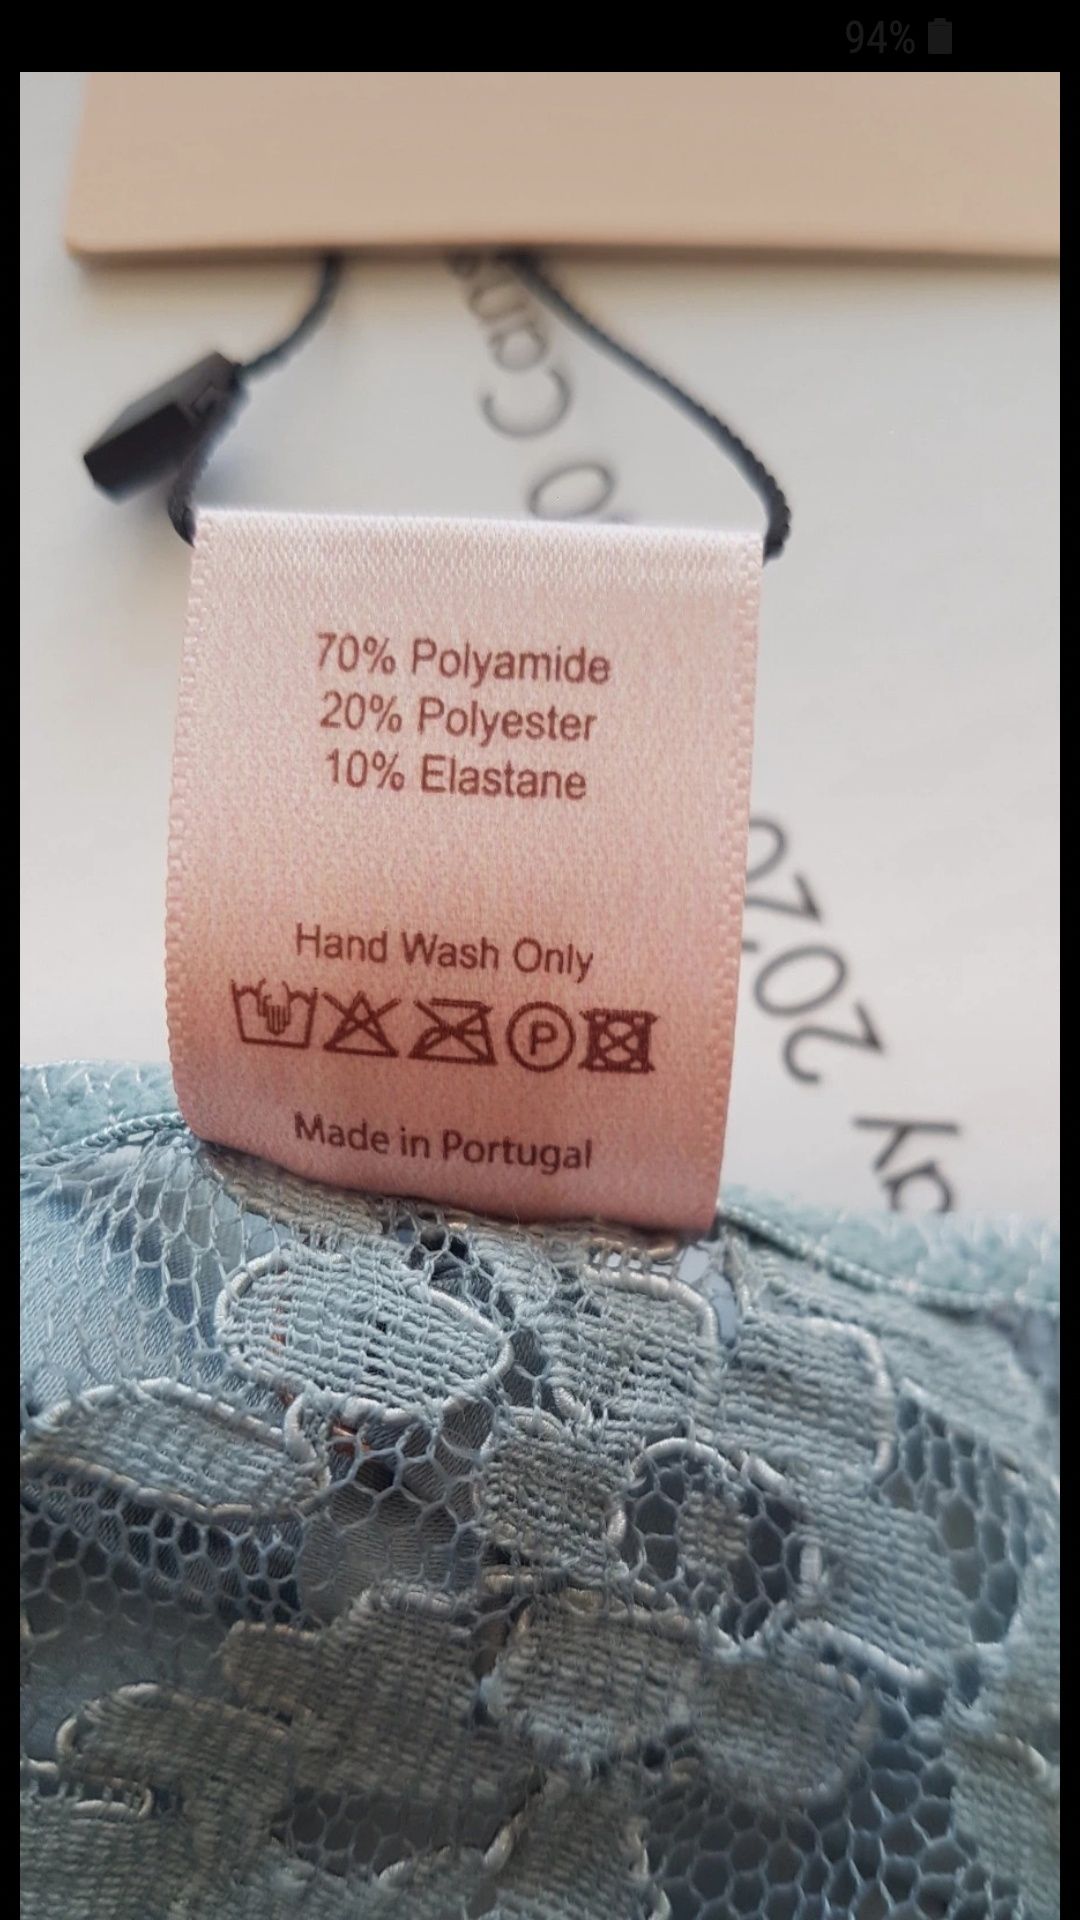 94%
70% Polyamide
20% Polyester
10% Elastane
Hand Wash Only
P
Made in Portugal